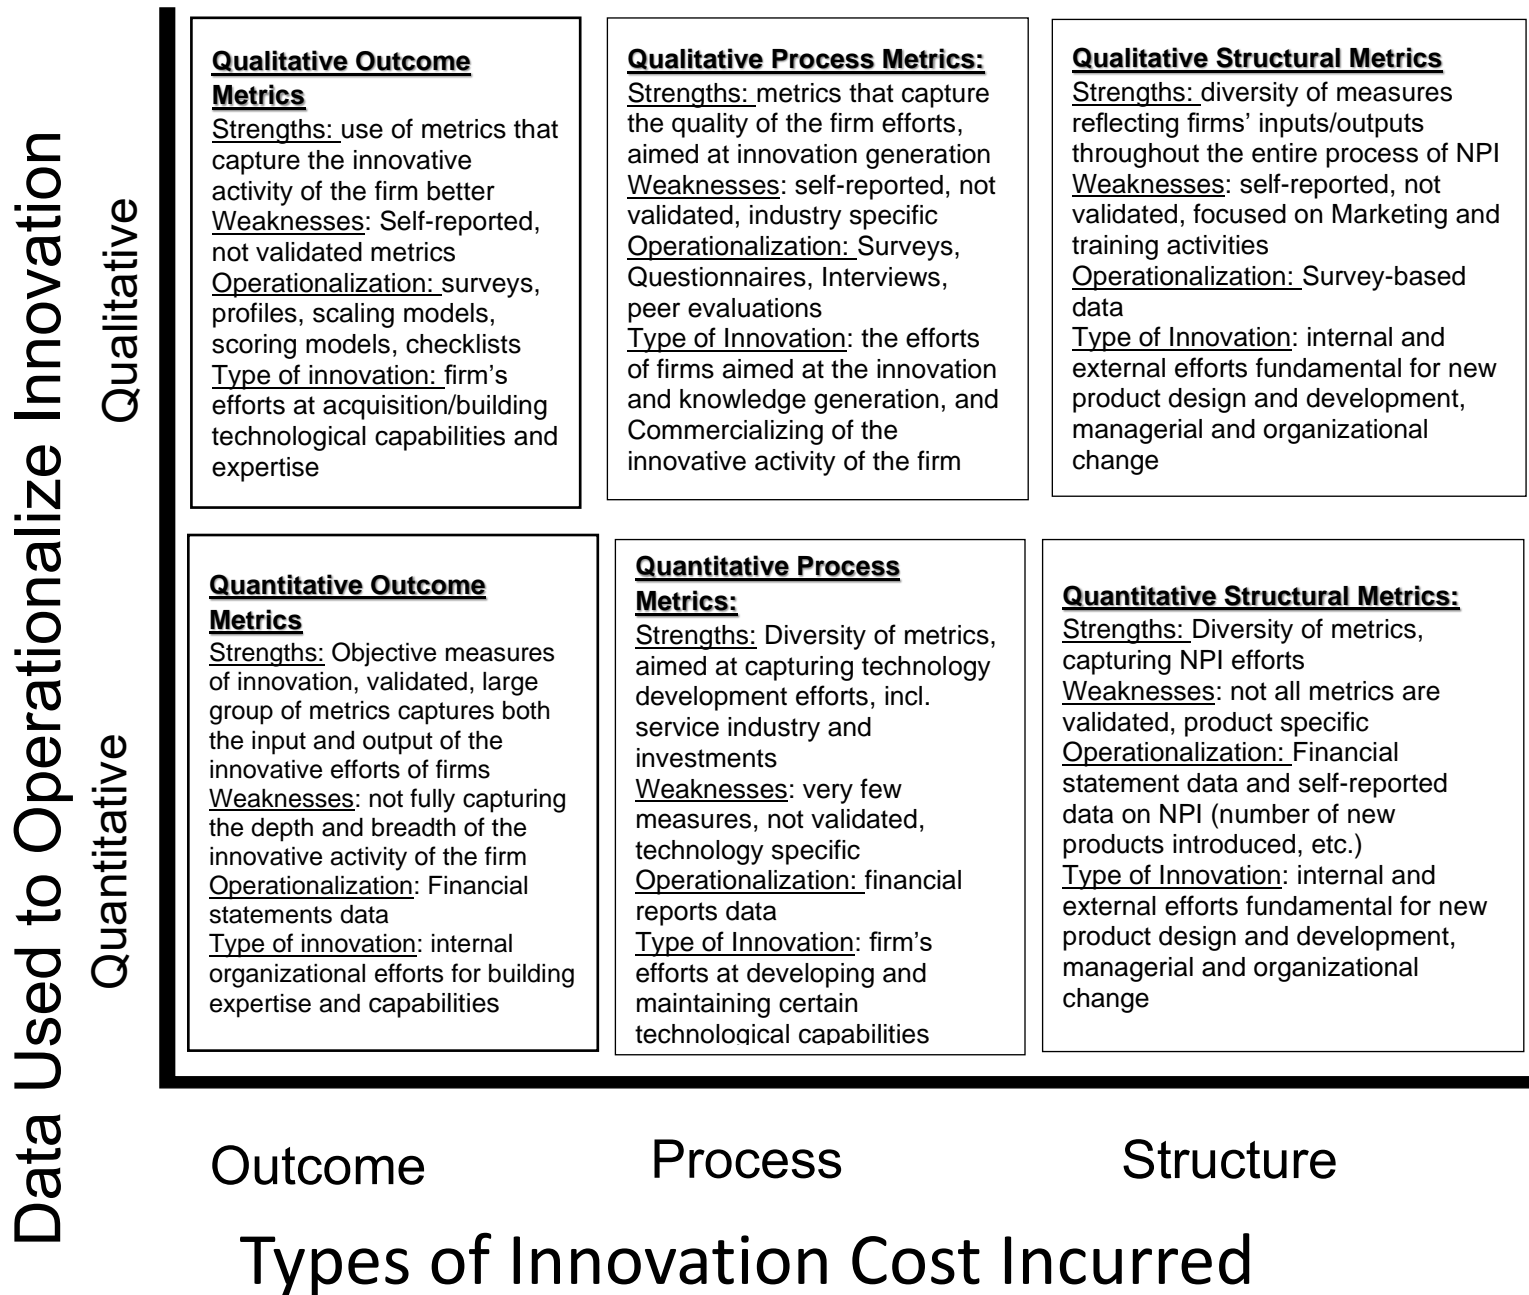 Data Used to Operationalize Innovation
Qualitative
Qualitative Outcome
Metrics
Strengths: use of metrics that
capture the innovative
activity of the firm better
Weaknesses: Self-reported,
not validated metrics
Operationalization: surveys,
profiles, scaling models,
scoring models, checklists
Type of innovation: firm's
efforts at acquisition/building
technological capabilities and
expertise
Qualitative Process Metrics:
Strengths: metrics that capture
the quality of the firm efforts,
aimed at innovation generation
Weaknesses: self-reported, not
validated, industry specific
Operationalization: Surveys,
Questionnaires, Interviews,
peer evaluations
Type of Innovation: the efforts
of firms aimed at the innovation
and knowledge generation, and
Commercializing of the
innovative activity of the firm
Qualitative Structural Metrics
Strengths: diversity of measures
reflecting firms' inputs/outputs
throughout the entire process of NPI
Weaknesses: self-reported, not
validated, focused on Marketing and
training activities
Operationalization: Survey-based
data
Type of Innovation: internal and
external efforts fundamental for new
product design and development,
managerial and organizational
change
Quantitative
Quantitative Outcome
Metrics
Strengths: Objective measures
of innovation, validated, large
group of metrics captures both
the input and output of the
innovative efforts of firms
Weaknesses: not fully capturing
the depth and breadth of the
innovative activity of the firm
Operationalization: Financial
statements data
Type of innovation: internal
organizational efforts for building
expertise and capabilities
Quantitative Process
Metrics:
Strengths: Diversity of metrics,
aimed at capturing technology
development efforts, incl.
service industry and
investments
Weaknesses: very few
measures, not validated,
technology specific
Operationalization: financial
reports data
Type of Innovation: firm's
efforts at developing and
maintaining certain
technological capabilities
Quantitative Structural Metrics:
Strengths: Diversity of metrics,
capturing NPI efforts
Weaknesses: not all metrics are
validated, product specific
Operationalization: Financial
statement data and self-reported
data on NPI (number of new
products introduced, etc.)
Type of Innovation: internal and
external efforts fundamental for new
product design and development,
managerial and organizational
change
Outcome
Process
Structure
Types of Innovation Cost Incurred